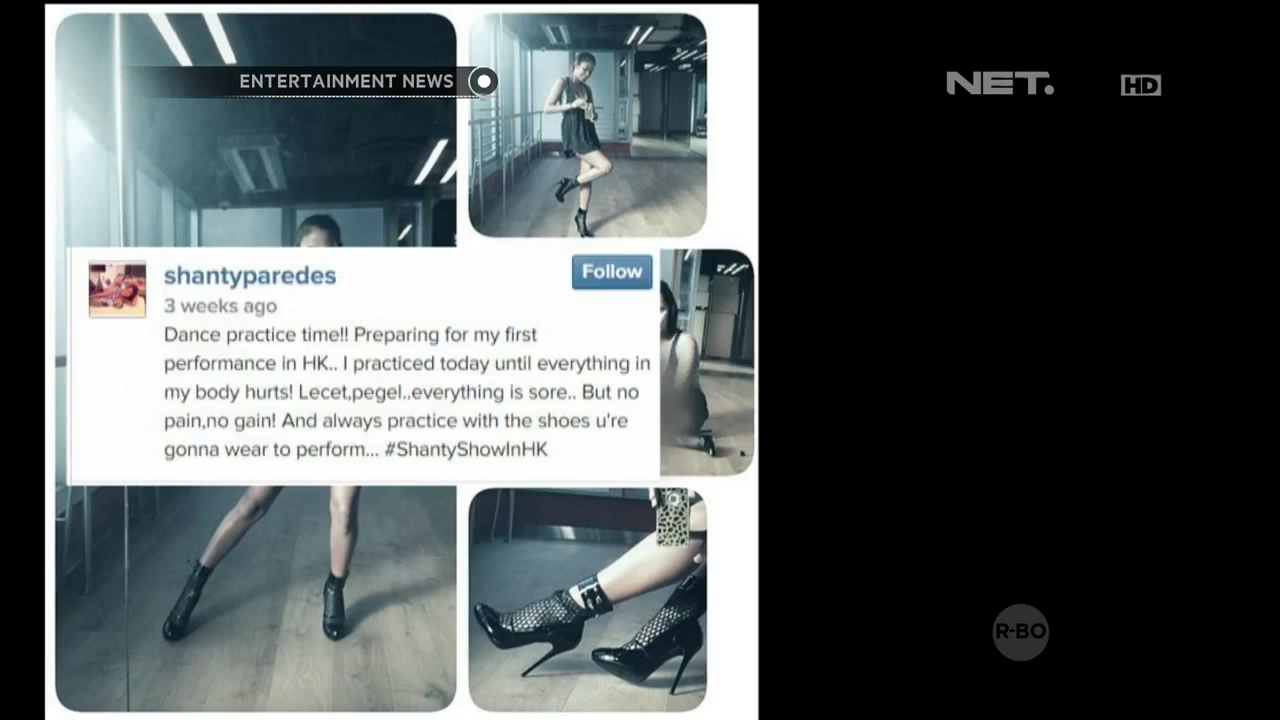 ENTERTAINMENT NEWS
NET.
HD
shantyparedes
Follow
3 weeks ago
Dance practice time!! Preparing for my first
performance in HK.. I practiced today until everything in
my body hurts! Lecet,pegel..everything is sore.. But no
pain,no gain! And always practice with the shoes u're
gonna wear to perform... #ShantyShowInHK
R-BO